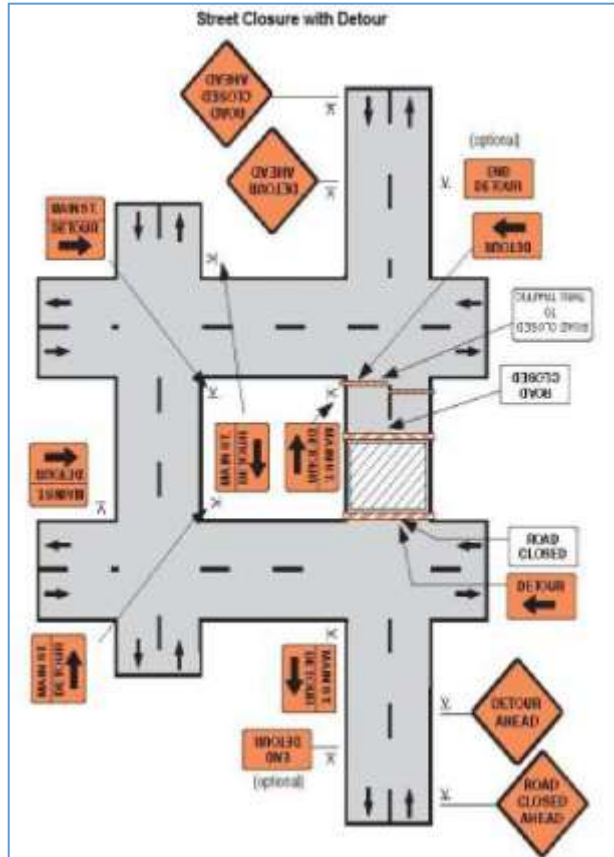 Street Closure with Detour
ROAD
CLOSED
AHEAD
DETOUR
AHEAD
(optional)
END
DETOUR
MAIN ST.
DETOUR
DETOUR
ROAD CLOSED
TO
THRU TRAFFIC
ROAD
CLOSED
MAIN ST.
DETOUR
MAIN ST.
DETOUR
MAIN ST.
DETOUR
ROAD
CLOSED
DETOUR
MAIN ST.
DETOUR
MAIN ST.
DETOUR
DETOUR
AHEAD
END
DETOUR
(optional)
ROAD
CLOSED
AHEAD